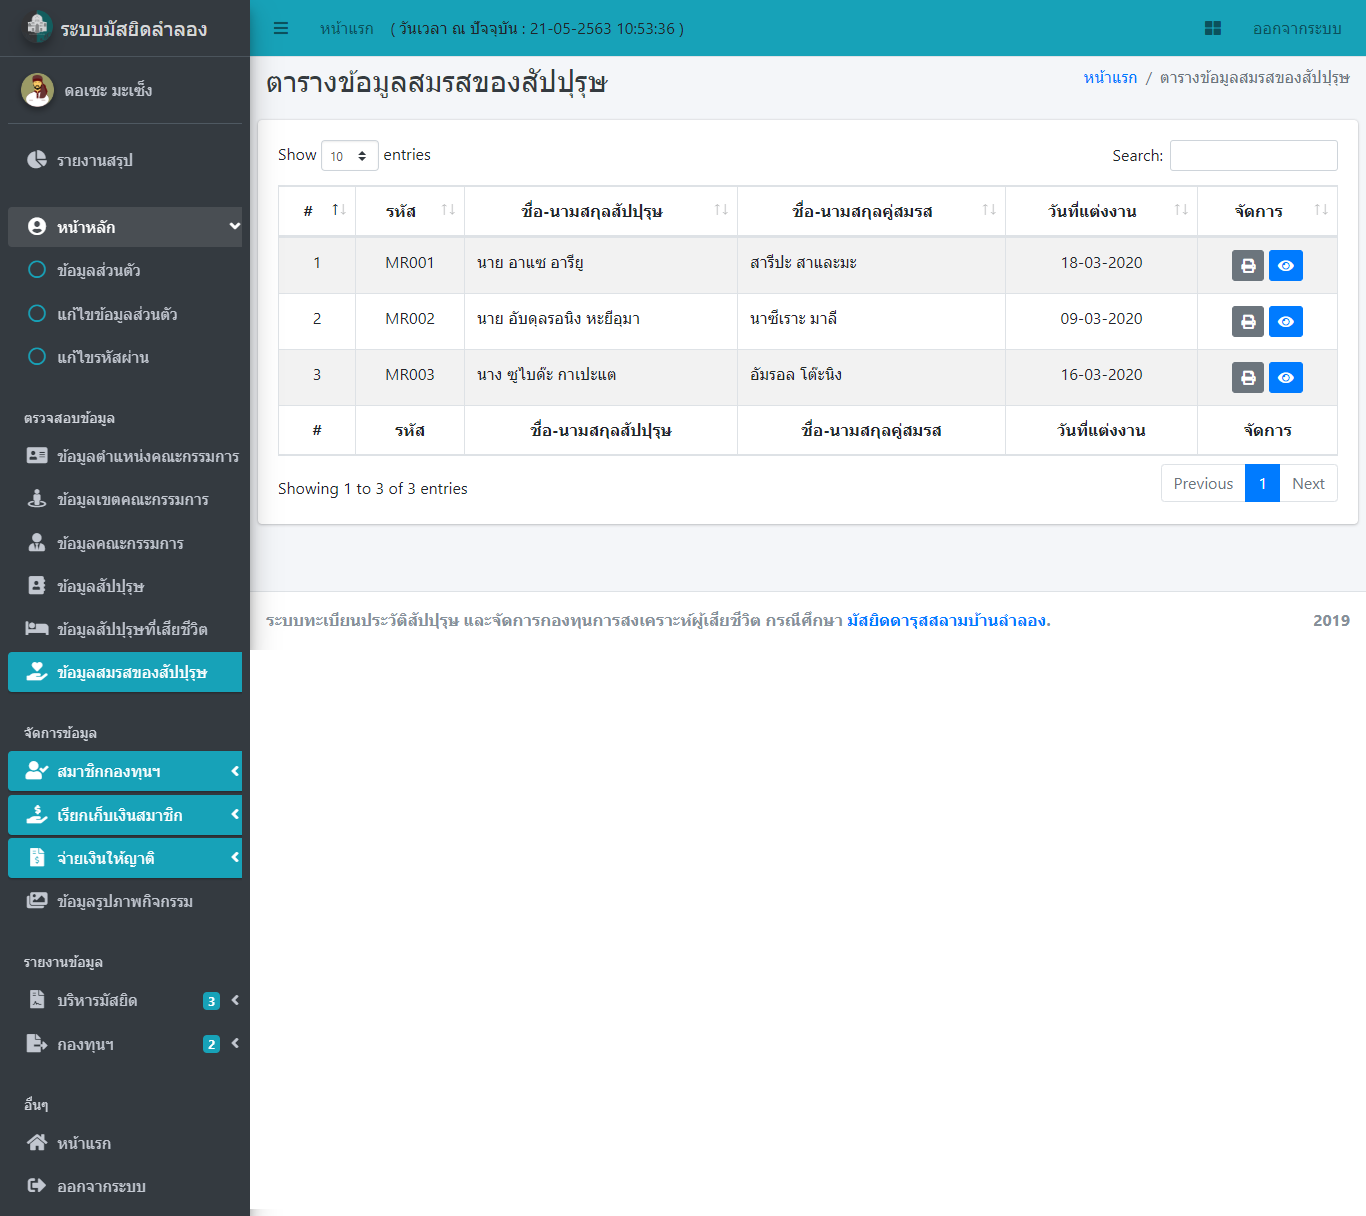 ระบบมัสยิดลำลอง
หน้าแรก ( วันเวลา ณ ปัจจุบัน : 21-05-2563 10:53:36 )
ออกจากระบบ
ดอเซะ มะเซ็ง
รายงานสรุป
หน้าหลัก
ข้อมูลส่วนตัว
แก้ไขข้อมูลส่วนตัว
แก้ไขรหัสผ่าน
ตรวจสอบข้อมูล
ข้อมูลตำแหน่งคณะกรรมการ
ข้อมูลเขตคณะกรรมการ
ข้อมูลคณะกรรมการ
ข้อมูลสัปปุรุษ
ข้อมูลสัปปุรุษที่เสียชีวิต
ข้อมูลสมรสของสัปปุรุษ
จัดการข้อมูล
สมาชิกกองทุนฯ
เรียกเก็บเงินสมาชิก
จ่ายเงินให้ญาติ
ข้อมูลรูปภาพกิจกรรม
รายงานข้อมูล
บริหารมัสยิด 3
กองทุนฯ 2
อื่นๆ
หน้าแรก
ออกจากระบบ
ตารางข้อมูลสมรสของสัปปุรุษ
หน้าแรก / ตารางข้อมูลสมรสของสัปปุรุษ
Show 10 entries
Search:
# รหัส ชื่อ-นามสกุลสัปปุรุษ ชื่อ-นามสกุลคู่สมรส วันที่แต่งงาน จัดการ
1 MR001 นาย อาแซ อารียู สารีปะ สาและมะ 18-03-2020
2 MR002 นาย อับดุลรอนิง หะยีอุมา นาซีเราะ มาลี 09-03-2020
3 MR003 นาง ซูไบด๊ะ กาเปะแต อัมรอล โต๊ะนิง 16-03-2020
# รหัส ชื่อ-นามสกุลสัปปุรุษ ชื่อ-นามสกุลคู่สมรส วันที่แต่งงาน จัดการ
Showing 1 to 3 of 3 entries
Previous 1 Next
ระบบทะเบียนประวัติสัปปุรุษ และจัดการกองทุนการสงเคราะห์ผู้เสียชีวิต กรณีศึกษา มัสยิดดารุสสลามบ้านลำลอง.
2019